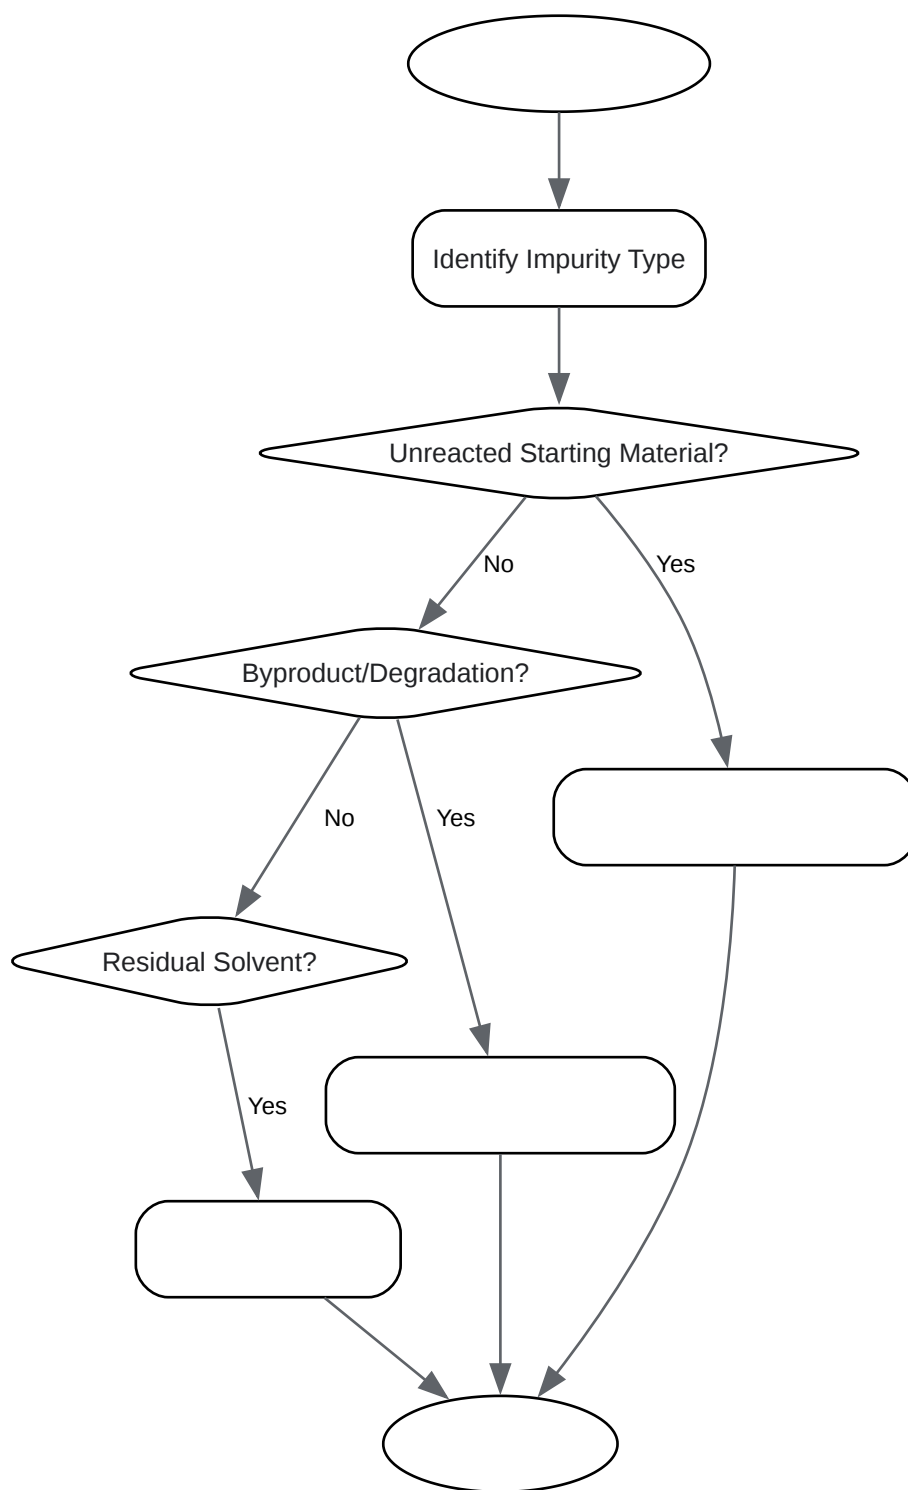 Identify Impurity Type
Unreacted Starting Material?
No
Yes
Byproduct/Degradation?
No
Yes
Residual Solvent?
Yes